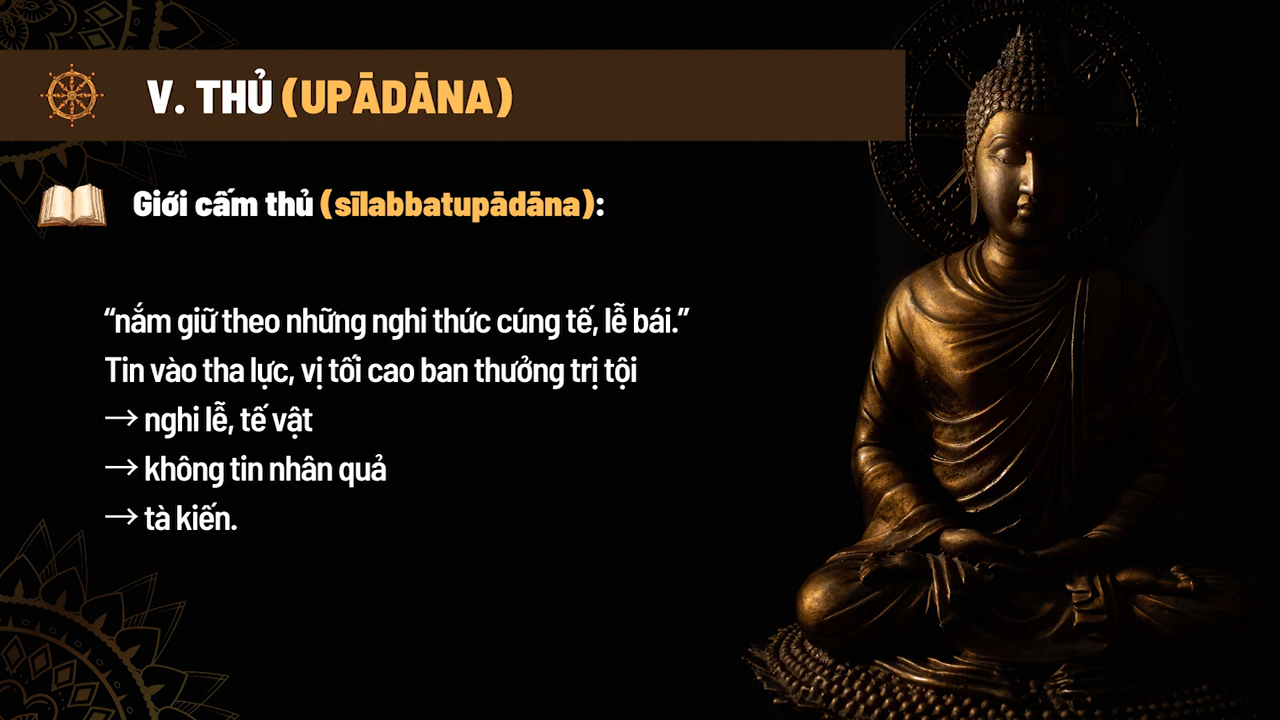 V. THỦ (UPĀDĀNA)
Giới cấm thủ (sīlabbatupādāna):
“nắm giữ theo những nghi thức cúng tế, lễ bái.”
Tin vào tha lực, vị tối cao ban thưởng trị tội
→ nghi lễ, tế vật
→ không tin nhân quả
→ tà kiến.